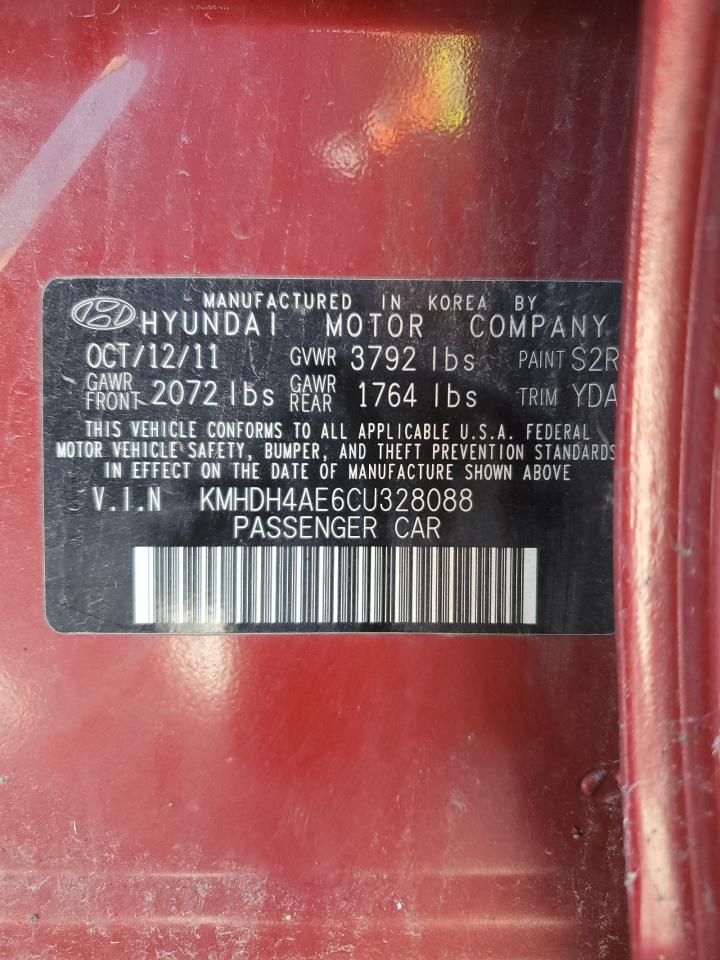 MANUFACTURED IN KOREA BY
HYUNDAI MOTOR COMPANY
OCT/12/11 GVWR 3792 lbs PAINT S2R
GAWR FRONT 2072 lbs GAWR REAR 1764 lbs TRIM YDA
THIS VEHICLE CONFORMS TO ALL APPLICABLE U.S.A. FEDERAL
MOTOR VEHICLE SAFETY, BUMPER, AND THEFT PREVENTION STANDARDS
IN EFFECT ON THE DATE OF MANUFACTURE SHOWN ABOVE
V.I.N KMHDH4AE6CU328088
PASSENGER CAR